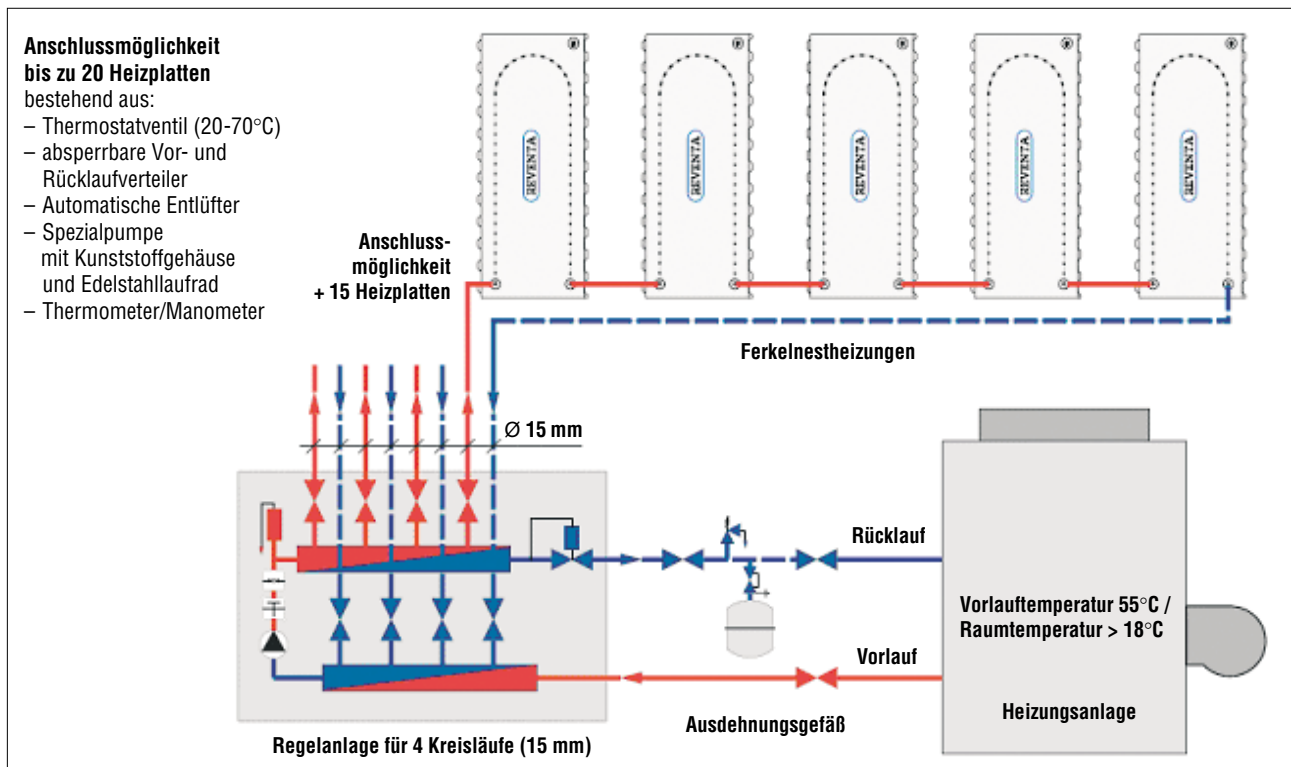 Anschlussmöglichkeit
bis zu 20 Heizplatten
bestehend aus:
– Thermostatventil (20-70°C)
– absperrbare Vor- und
Rücklaufverteiler
– Automatische Entlüfter
– Spezialpumpe
mit Kunststoffgehäuse
und Edelstahllaufrad
– Thermometer/Manometer
REVENTA
REVENTA
REVENTA
REVENTA
REVENTA
Anschluss-
möglichkeit
+ 15 Heizplatten
Ferkelnestheizungen
Ø 15 mm
Rücklauf
Vorlauftemperatur 55°C /
Raumtemperatur > 18°C
Vorlauf
Heizungsanlage
Ausdehnungsgefäß
Regelanlage für 4 Kreisläufe (15 mm)